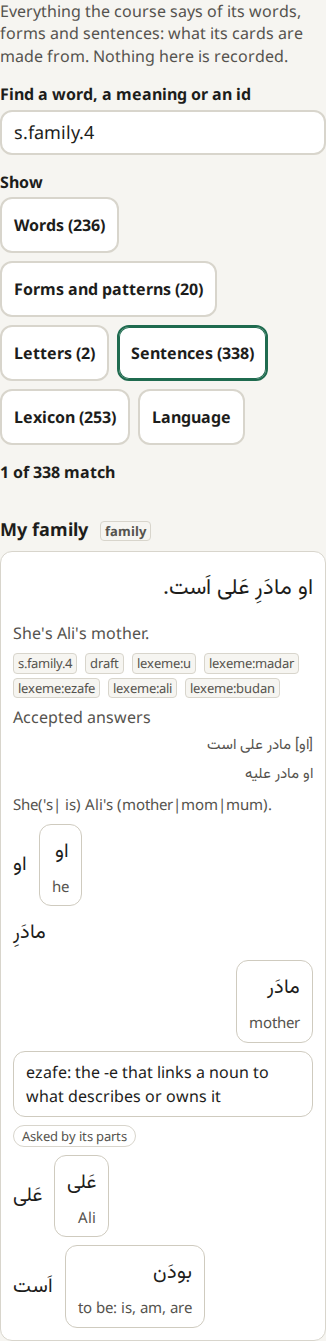 Everything the course says of its words,
forms and sentences: what its cards are
made from. Nothing here is recorded.
Find a word, a meaning or an id
s.family.4
Show
Words (236)
Forms and patterns (20)
Letters (2) Sentences (338)
Lexicon (253) Language
1 of 338 match
My family family
او مادَرِ عَلی اَست.
She's Ali's mother.
s.family.4 draft lexeme:u lexeme:madar
lexeme:ezafe lexeme:ali lexeme:budan
Accepted answers
[او] مادر علی است
او مادر علیه
She('s| is) Ali's (mother|mom|mum).
او
او
he
مادَرِ
مادَر
mother
ezafe: the -e that links a noun to
what describes or owns it
Asked by its parts
عَلی
عَلی
Ali
اَست
بودَن
to be: is, am, are